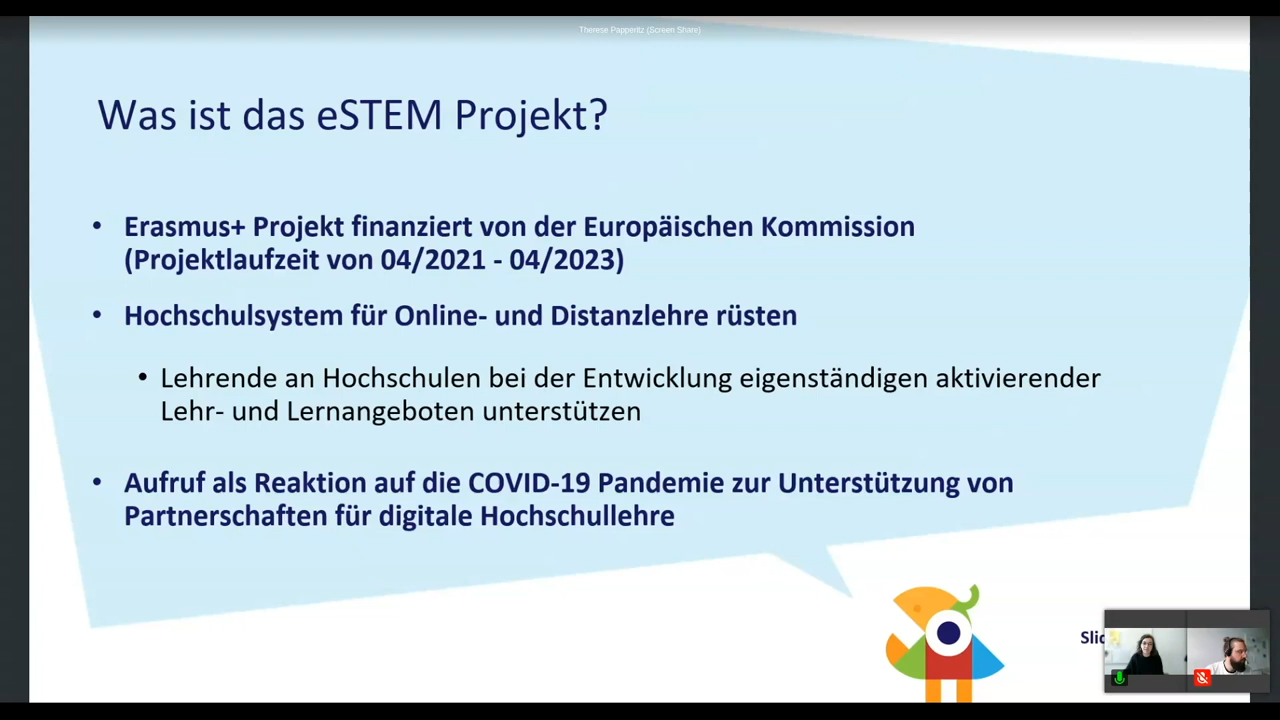 Therese Papperitz (Screen Share)
Was ist das eSTEM Projekt?
• Erasmus+ Projekt finanziert von der Europäischen Kommission
(Projektlaufzeit von 04/2021 - 04/2023)
• Hochschulsystem für Online- und Distanzlehre rüsten
• Lehrende an Hochschulen bei der Entwicklung eigenständigen aktivierender
Lehr- und Lernangeboten unterstützen
• Aufruf als Reaktion auf die COVID-19 Pandemie zur Unterstützung von
Partnerschaften für digitale Hochschullehre